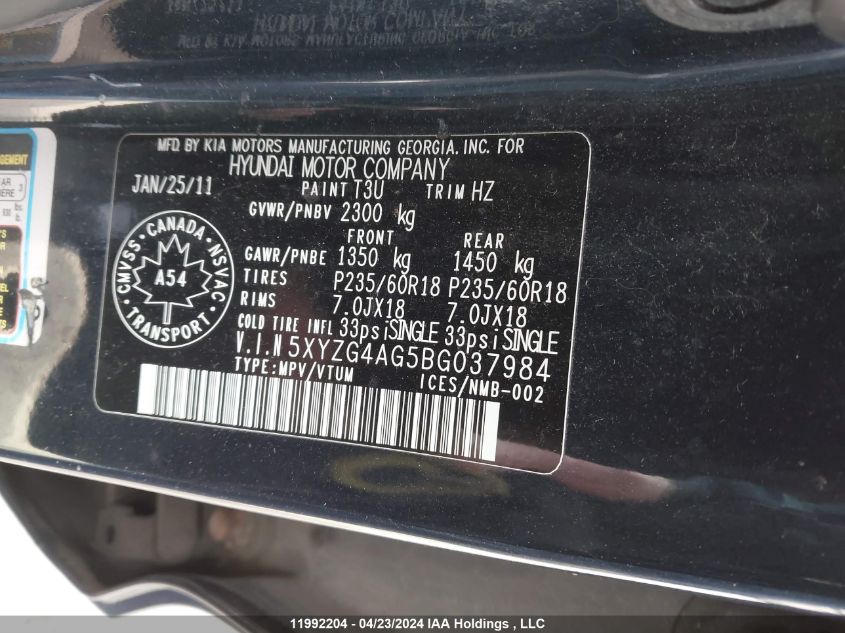 MFD. BY KIA MOTORS MANUFACTURING GEORGIA. INC. FOR
HYUNDAI MOTOR COMPANY
JAN/25/11 PAINT T3U TRIM HZ
GVWR/PNBV 2300 kg
FRONT REAR
GAWR/PNBE 1350 kg 1450 kg
TIRES P235/60R18 P235/60R18
RIMS 7.0JX18 7.0JX18
COLD TIRE INFL 33psi SINGLE 33psi SINGLE
V.I.N 5XYZG4AG5BG037984
TYPE:MPV/VTUM ICES/NMB-002
CMVSS · CANADA · NSVAC
A54
TRANSPORT
11992204 - 04/23/2024 IAA Holdings , LLC